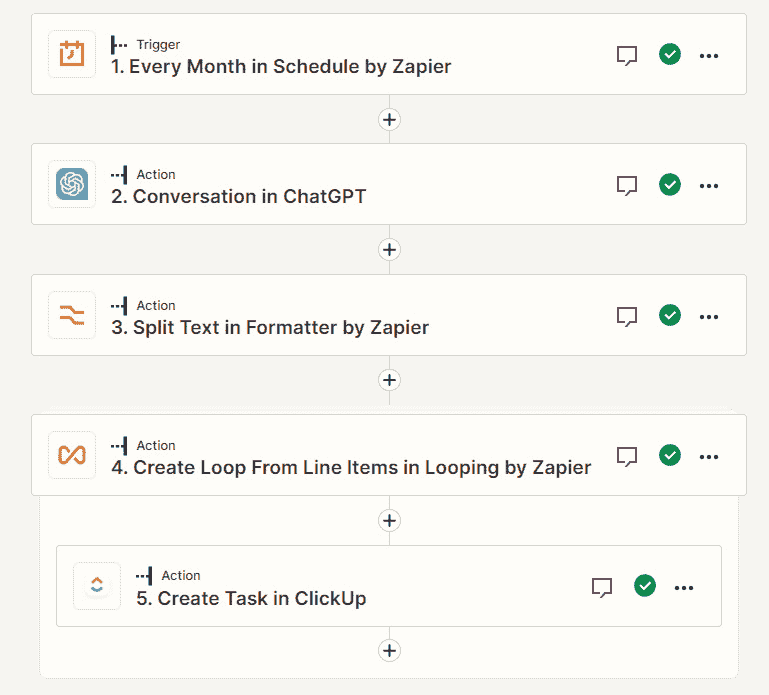 Trigger
1. Every Month in Schedule by Zapier
Action
2. Conversation in ChatGPT
Action
3. Split Text in Formatter by Zapier
Action
4. Create Loop From Line Items in Looping by Zapier
Action
5. Create Task in ClickUp